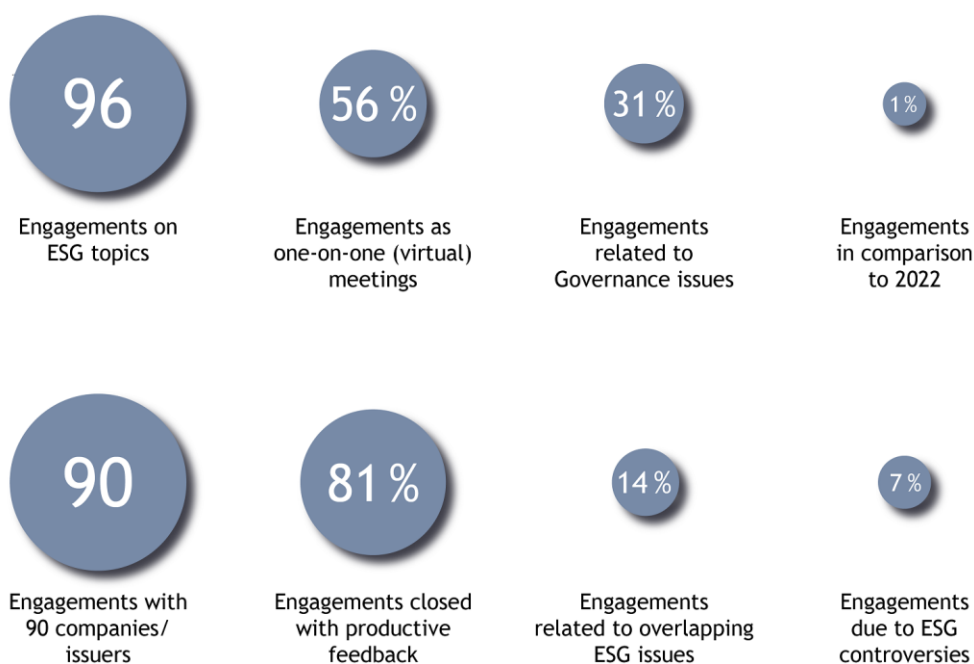 96
Engagements on
ESG topics
56 %
Engagements as
one-on-one (virtual)
meetings
31 %
Engagements
related to
Governance issues
1 %
Engagements
in comparison
to 2022
90
Engagements with
90 companies/
issuers
81 %
Engagements closed
with productive
feedback
14 %
Engagements
related to overlapping
ESG issues
7 %
Engagements
due to ESG
controversies